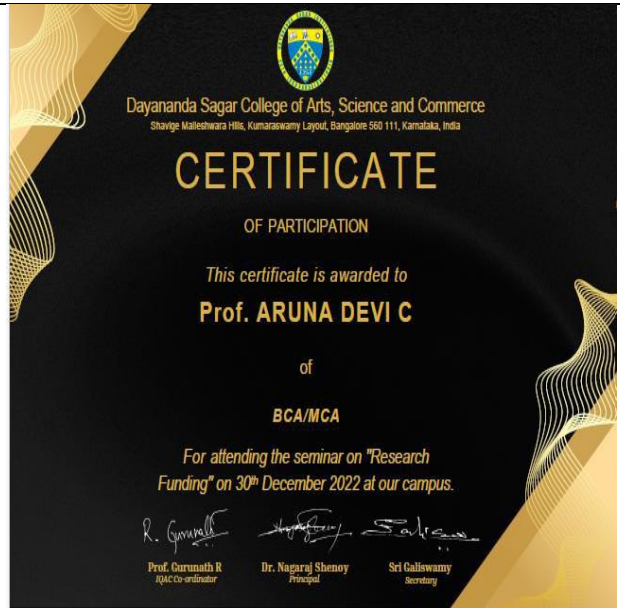 Dayananda Sagar College of Arts, Science and Commerce
Shavige Malleshwara Hills, Kumaraswamy Layout, Bangalore 560 111, Karnataka, India
CERTIFICATE
OF PARTICIPATION
This certificate is awarded to
Prof. ARUNA DEVI C
of
BCA/MCA
For attending the seminar on "Research
Funding" on 30th December 2022 at our campus.
R. Gurunath
Prof. Gurunath R Dr. Nagaraj Shenoy Sri Galiswamy
IQAC Co-ordinator Principal Secretary